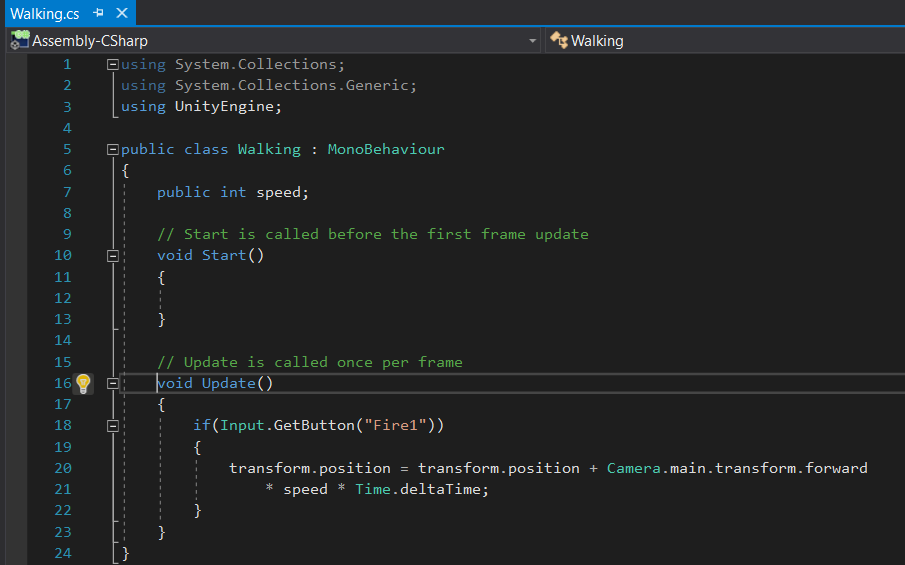 Walking.cs
Assembly-CSharp Walking
1 using System.Collections;
2 using System.Collections.Generic;
3 using UnityEngine;
4
5 public class Walking : MonoBehaviour
6 {
7 public int speed;
8
9 // Start is called before the first frame update
10 void Start()
11 {
12
13 }
14
15 // Update is called once per frame
16 void Update()
17 {
18 if(Input.GetButton("Fire1"))
19 {
20 transform.position = transform.position + Camera.main.transform.forward
21 * speed * Time.deltaTime;
22 }
23 }
24 }